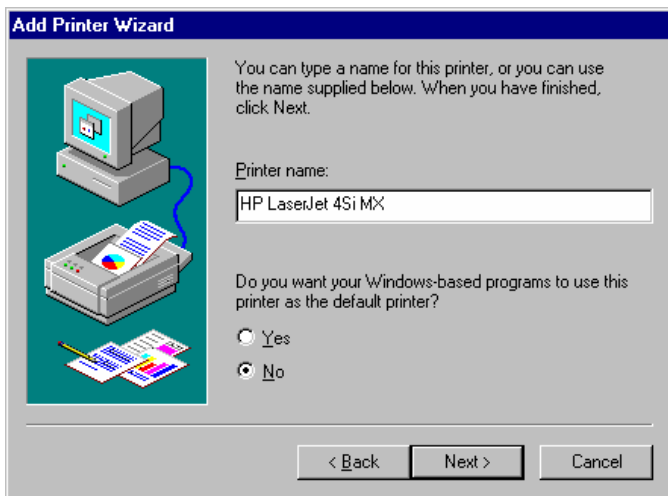 Add Printer Wizard
You can type a name for this printer, or you can use
the name supplied below. When you have finished,
click Next.
Printer name:
HP LaserJet 4Si MX
Do you want your Windows-based programs to use this
printer as the default printer?
Yes
No
< Back
Next >
Cancel